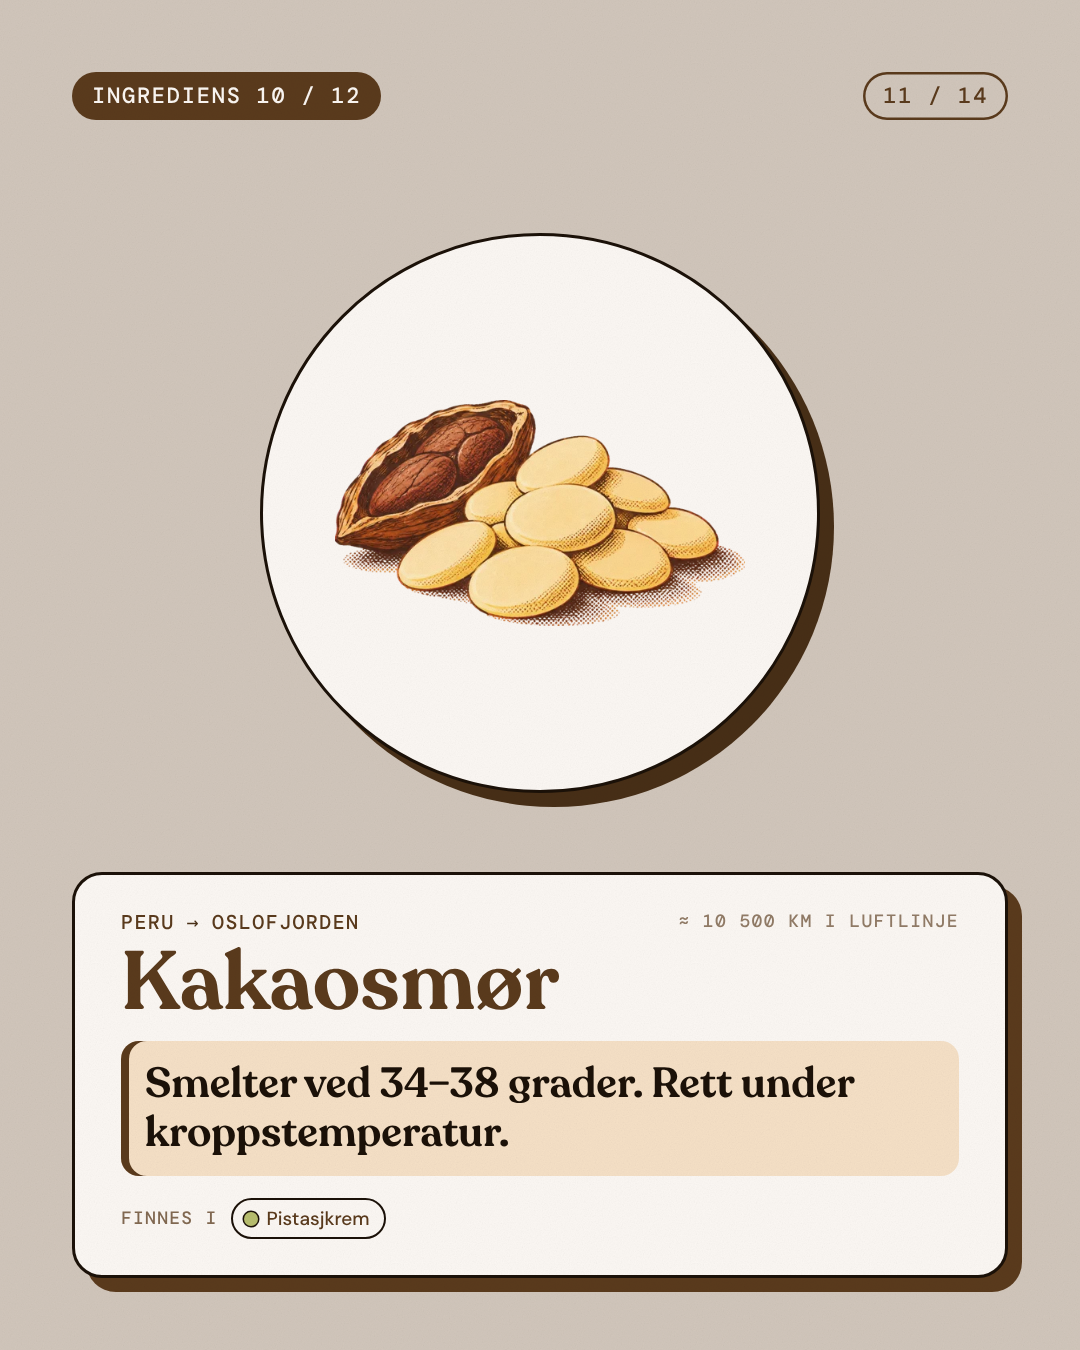 INGREDIENS 10 / 12
11 / 14
PERU → OSLOFJORDEN
≈ 10 500 KM I LUFTLINJE
Kakaosmør
Smelter ved 34–38 grader. Rett under
kroppstemperatur.
FINNES I
Pistasjkrem